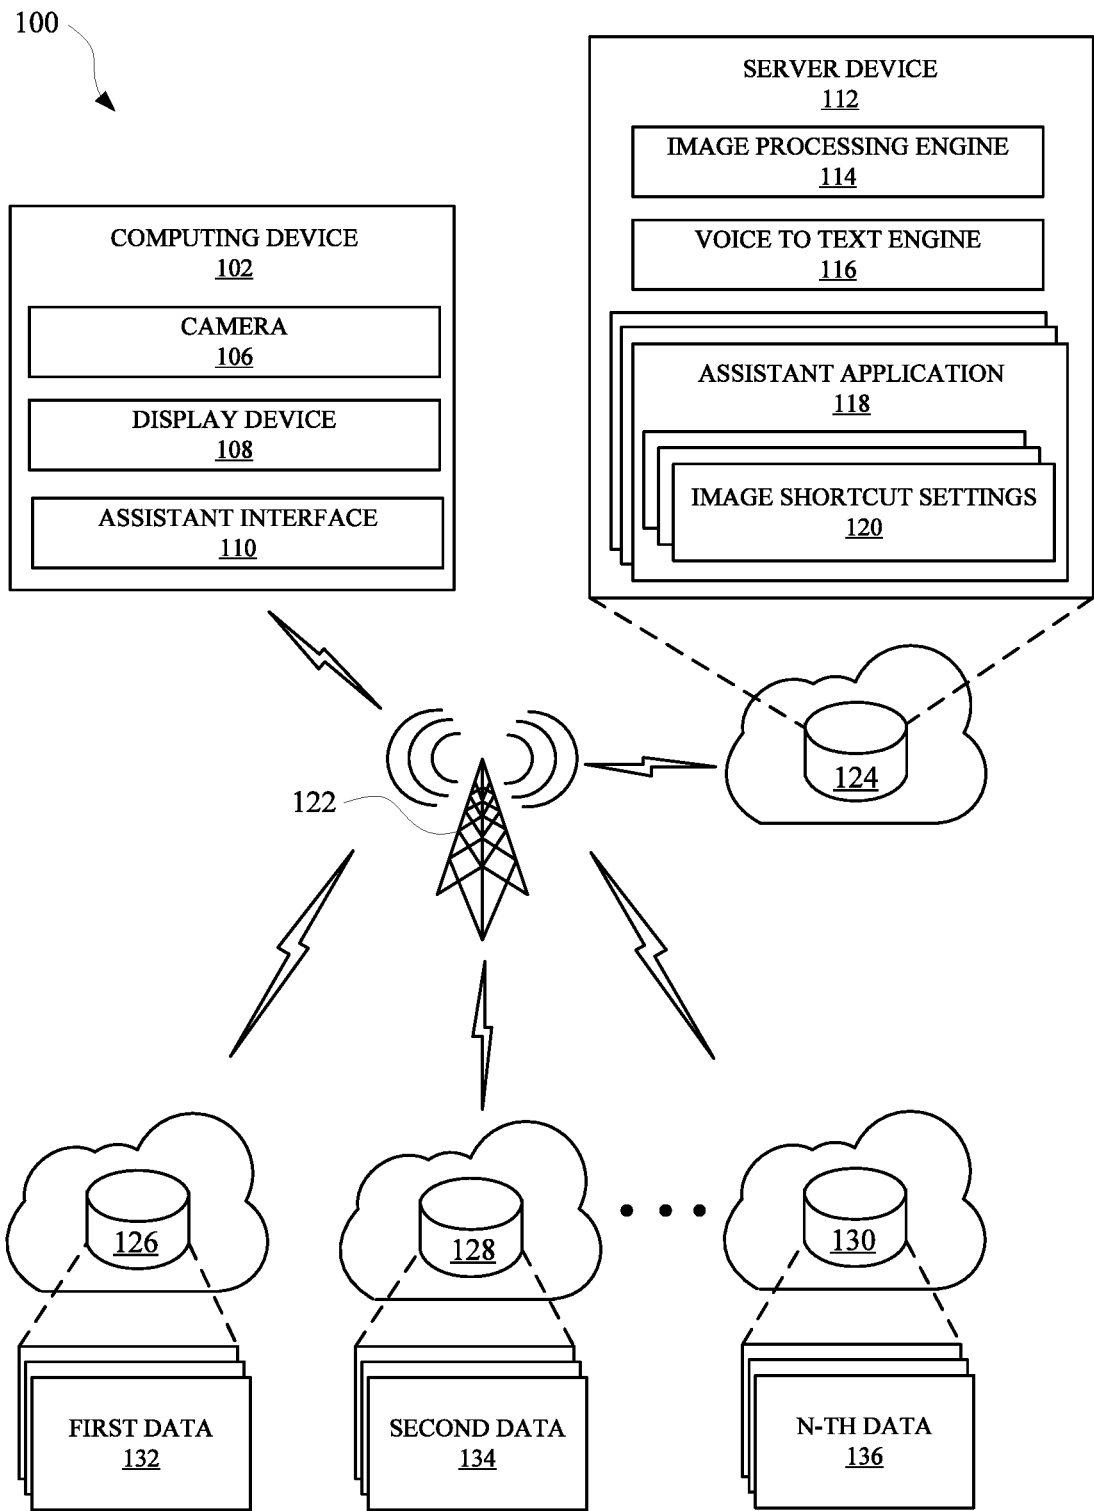 100
SERVER DEVICE
112
IMAGE PROCESSING ENGINE
114
VOICE TO TEXT ENGINE
116
ASSISTANT APPLICATION
118
IMAGE SHORTCUT SETTINGS
120
COMPUTING DEVICE
102
CAMERA
106
DISPLAY DEVICE
108
ASSISTANT INTERFACE
110
122
124
126
128
130
FIRST DATA
132
SECOND DATA
134
N-TH DATA
136